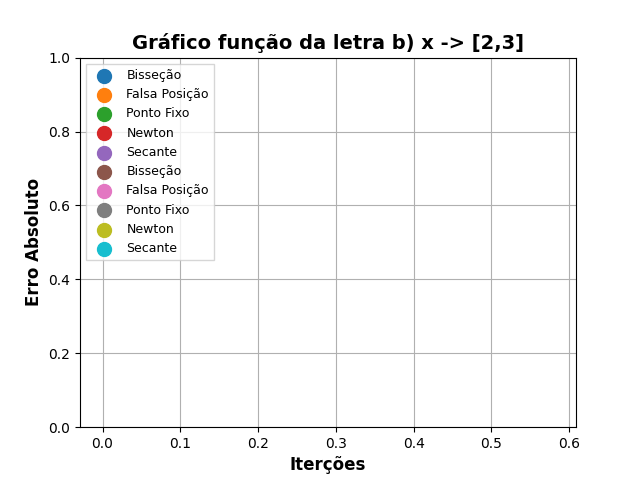 Gráfico função da letra b) x -> [2,3]
1.0
0.8
0.6
0.4
0.2
0.0
Erro Absoluto
Bisseção
Falsa Posição
Ponto Fixo
Newton
Secante
Bisseção
Falsa Posição
Ponto Fixo
Newton
Secante
0.0 0.1 0.2 0.3 0.4 0.5 0.6
Iterções